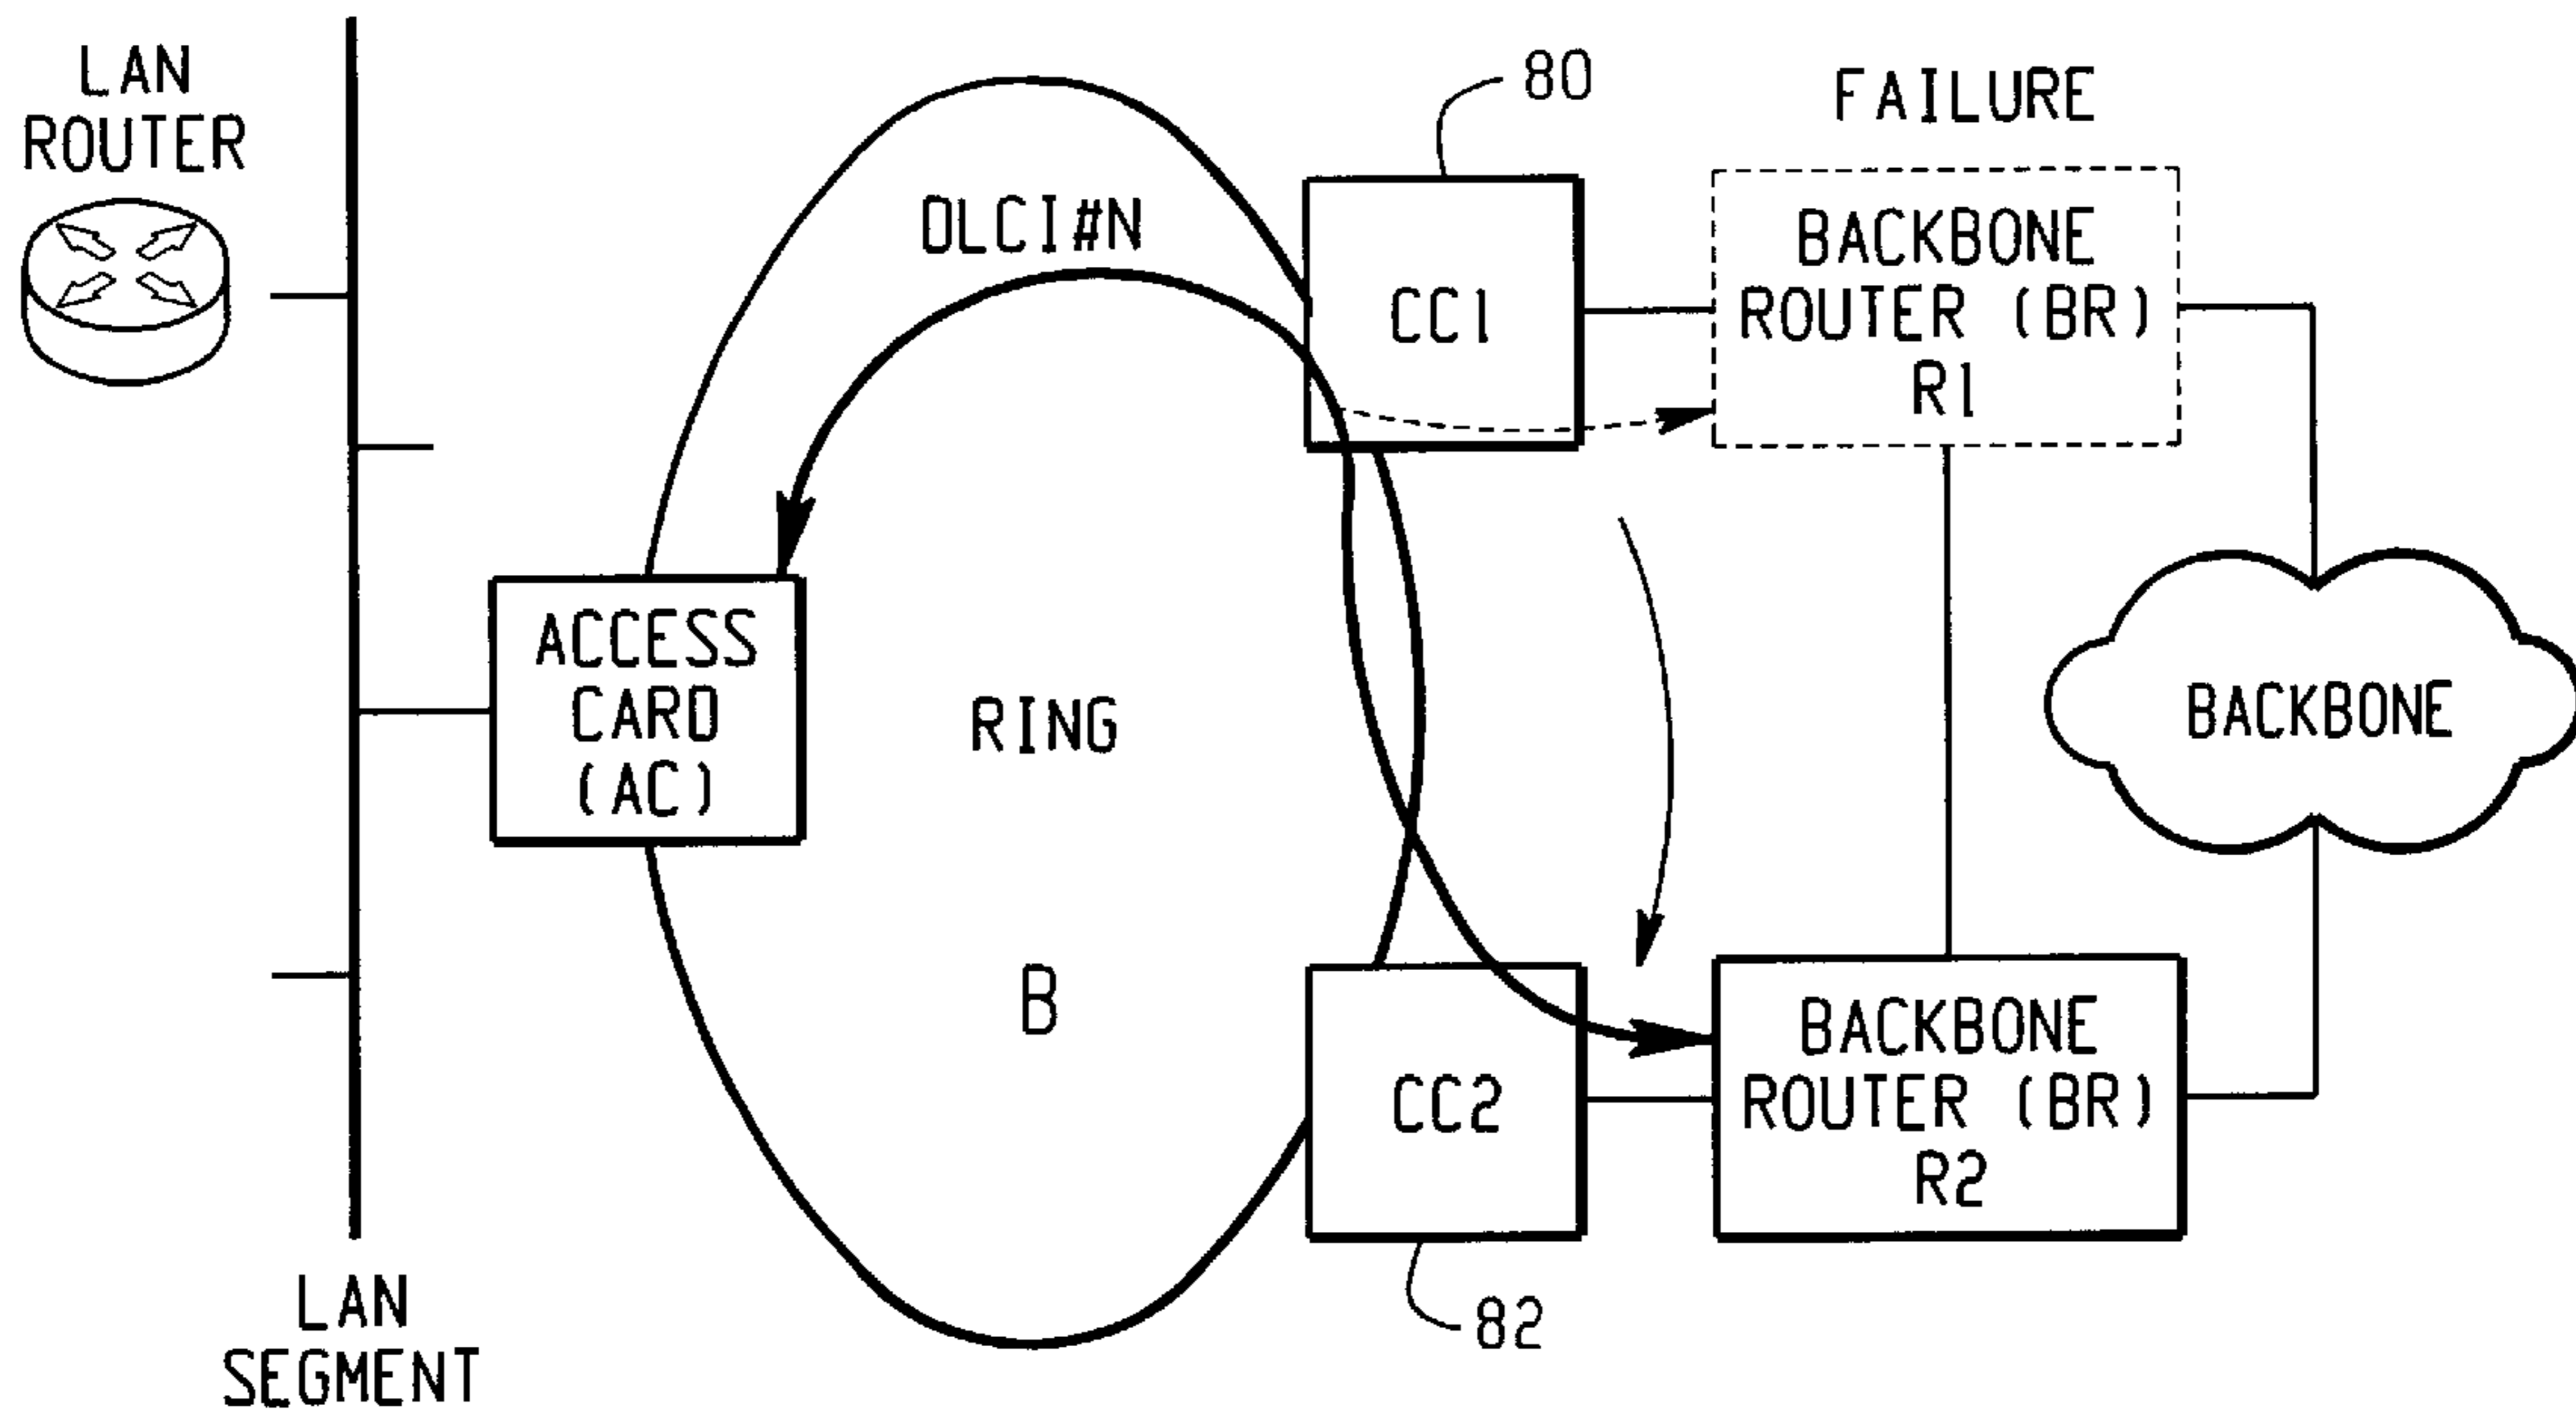 LAN
ROUTER
80
FAILURE
DLCI#N
CC1
BACKBONE
ROUTER (BR)
R1
ACCESS
CARD
(AC)
RING
BACKBONE
B
CC2
BACKBONE
ROUTER (BR)
R2
82
LAN
SEGMENT